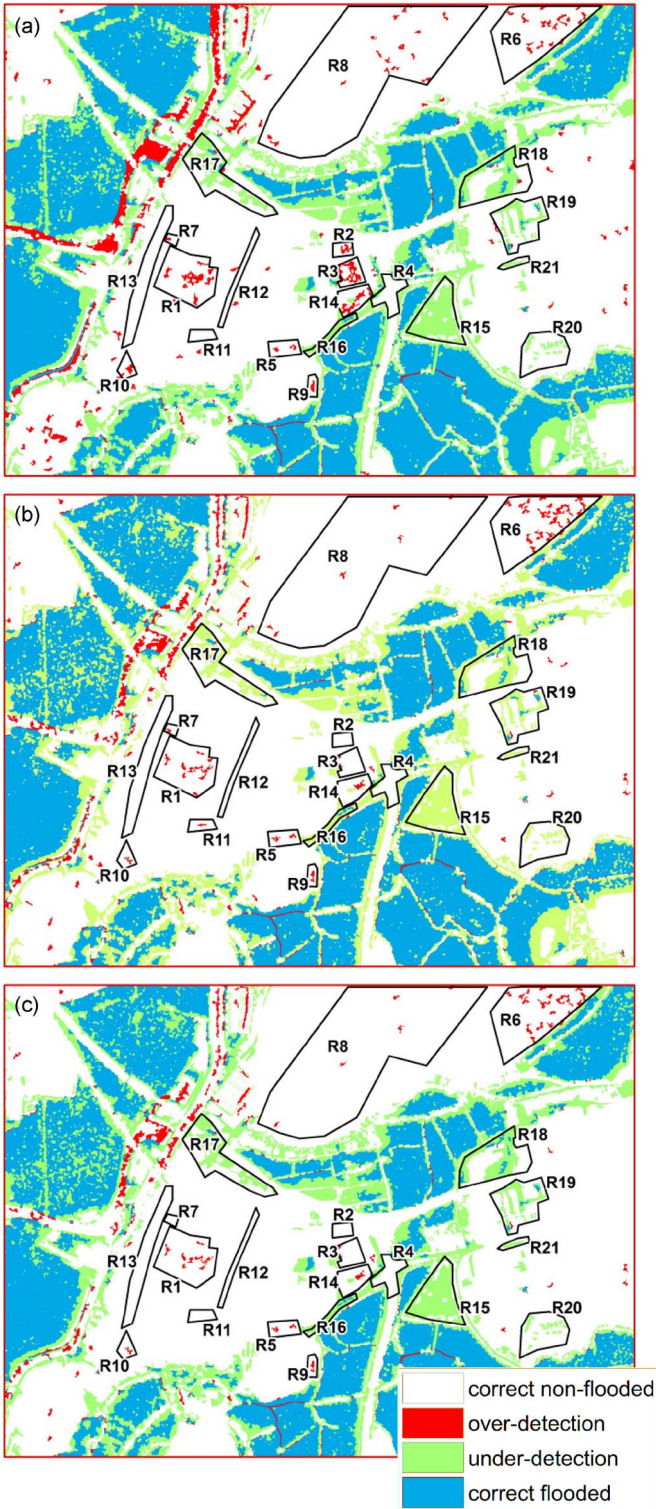 (a)
R8
R6
R17
R18
R7
R2
R19
R3
R4
R13
R14
R21
R1
R12
R15
R11
R16
R20
R5
R10
R9
(b)
R8
R6
R17
R18
R7
R2
R19
R3
R4
R13
R14
R21
R1
R12
R15
R11
R16
R20
R5
R10
R9
(c)
R8
R6
R17
R18
R7
R2
R19
R3
R4
R13
R14
R21
R1
R12
R15
R11
R16
R20
R5
R10
R9
correct non-flooded
over-detection
under-detection
correct flooded